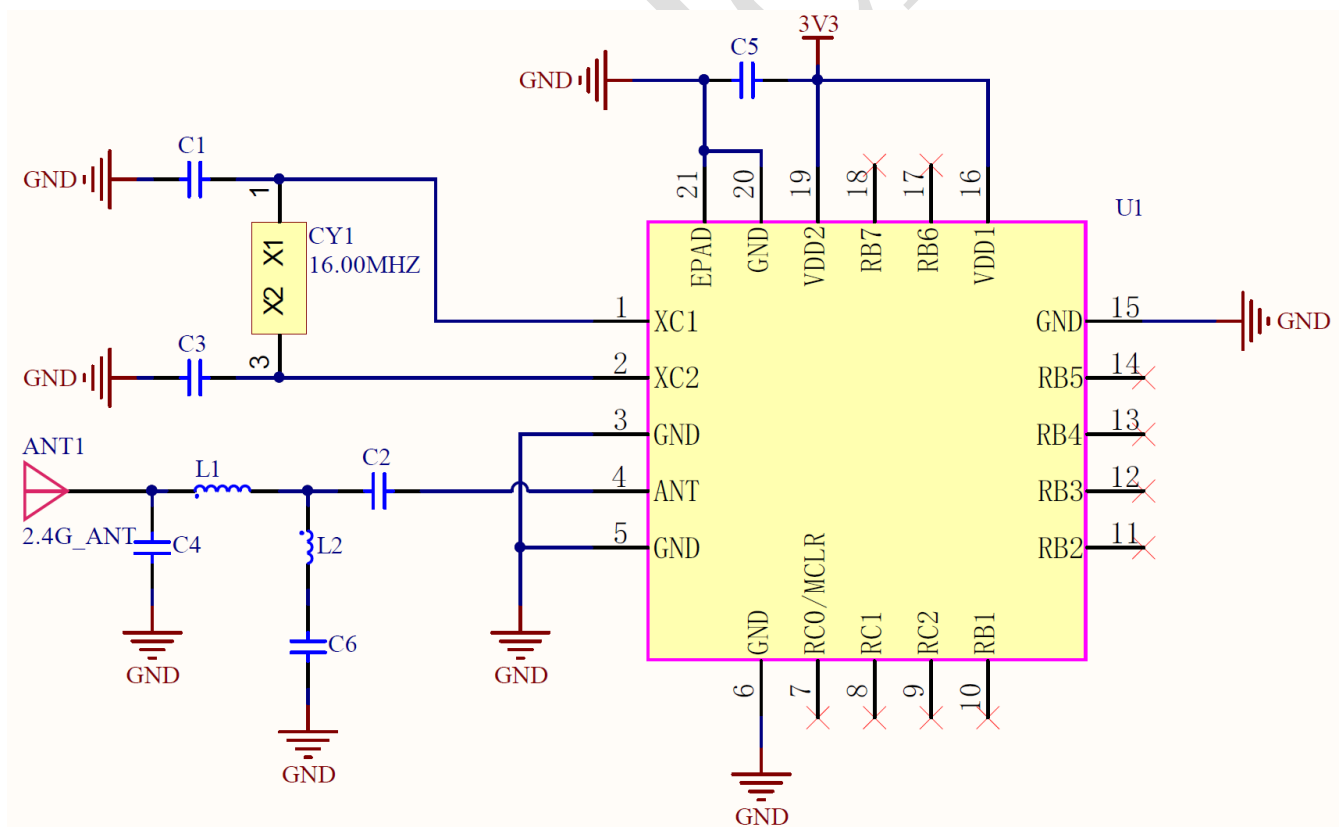 3V3
C5
GND
C1
GND
1
X1
X2
3
CY1
16.00MHZ
C3
GND
ANT1
2.4G_ANT
L1
C2
C4
L2
C6
GND
GND
GND
U1
21
20
19
18
17
16
EPAD
GND
VDD2
RB7
RB6
VDD1
1
XC1
2
XC2
3
GND
4
ANT
5
GND
GND
15
GND
RB5
14
RB4
13
RB3
12
RB2
11
GND
RC0/MCLR
RC1
RC2
RB1
6
7
8
9
10
GND